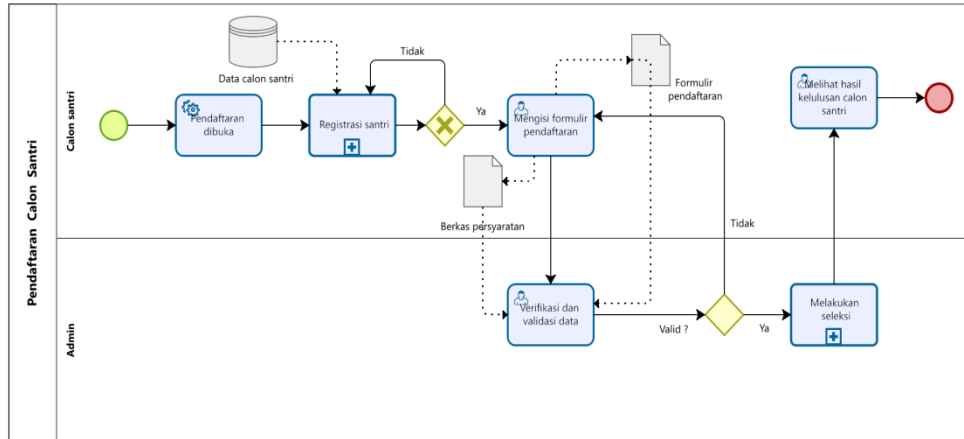 Pendaftaran Calon Santri
Calon santri
Admin
Data calon santri
Tidak
Formulir
pendaftaran
Pendaftaran
dibuka
Registrasi santri
Ya
Mengisi formulir
pendaftaran
Melihat hasil
kelulusan calon
santri
Berkas persyaratan
Tidak
Verifikasi dan
validasi data
Valid ?
Ya
Melakukan
seleksi